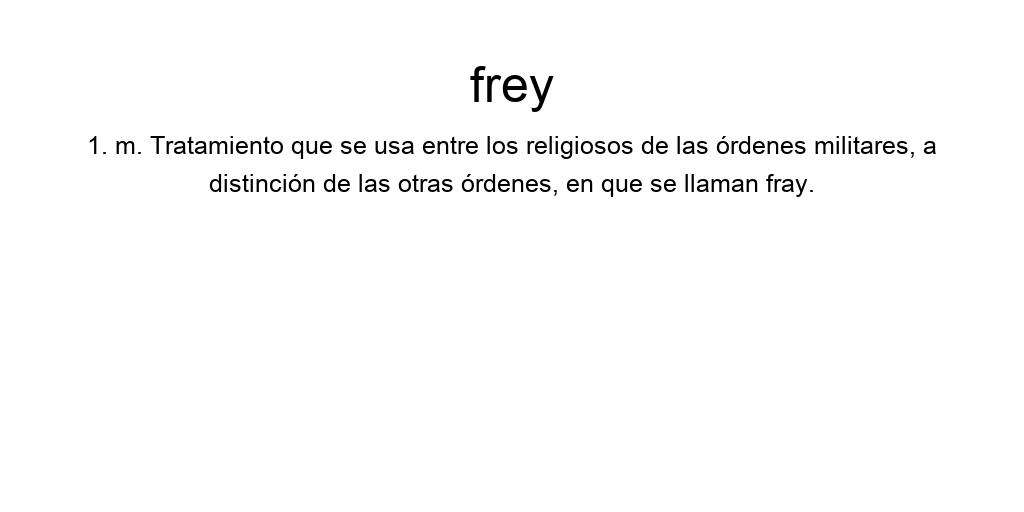 frey
1. m. Tratamiento que se usa entre los religiosos de las órdenes militares, a
distinción de las otras órdenes, en que se llaman fray.